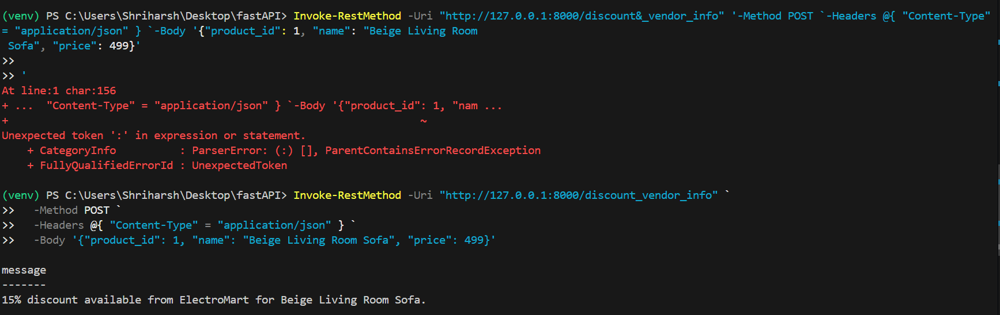 (venv) PS C:\Users\Shriharsh\Desktop\fastAPI> Invoke-RestMethod -Uri "http://127.0.0.1:8000/discount&_vendor_info" '-Method POST `-Headers @{ "Content-Type"
= "application/json" } `-Body '{"product_id": 1, "name": "Beige Living Room
 Sofa", "price": 499}'
>>
>> '
At line:1 char:156
+ ...  "Content-Type" = "application/json" } `-Body '{"product_id": 1, "nam ...
+                                                                  ~
Unexpected token ':' in expression or statement.
    + CategoryInfo          : ParserError: (:) [], ParentContainsErrorRecordException
    + FullyQualifiedErrorId : UnexpectedToken
(venv) PS C:\Users\Shriharsh\Desktop\fastAPI> Invoke-RestMethod -Uri "http://127.0.0.1:8000/discount_vendor_info" `
>>   -Method POST `
>>   -Headers @{ "Content-Type" = "application/json" } `
>>   -Body '{"product_id": 1, "name": "Beige Living Room Sofa", "price": 499}'
message
-------
15% discount available from ElectroMart for Beige Living Room Sofa.